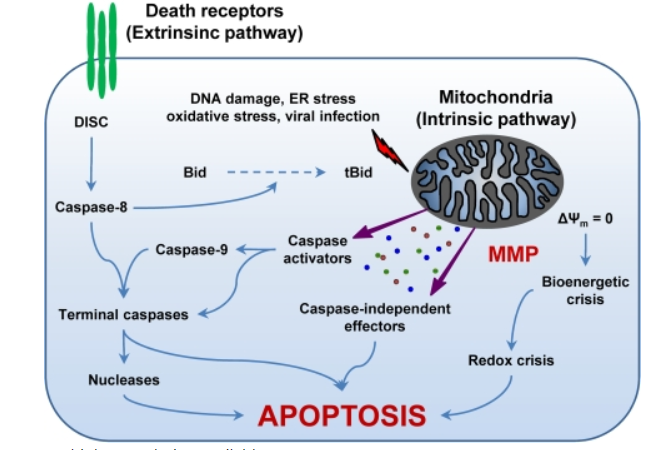 Death receptors
(Extrinsinc pathway)
DNA damage, ER stress
oxidative stress, viral infection
Mitochondria
(Intrinsic pathway)
DISC
Bid
tBid
Caspase-8
ΔΨm = 0
Caspase-9
Caspase
activators
MMP
Bioenergetic
crisis
Terminal caspases
Caspase-independent
effectors
Redox crisis
Nucleases
APOPTOSIS